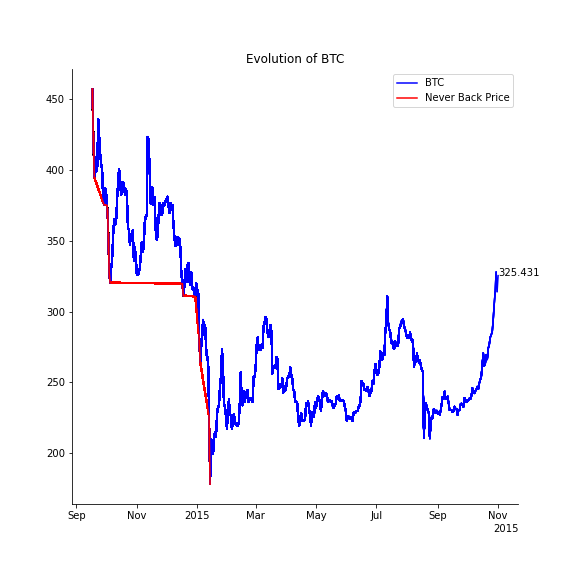 Evolution of BTC
BTC
Never Back Price
450
400
350
300
250
200
325.431
Sep
Nov
2015
Mar
May
Jul
Sep
Nov
2015